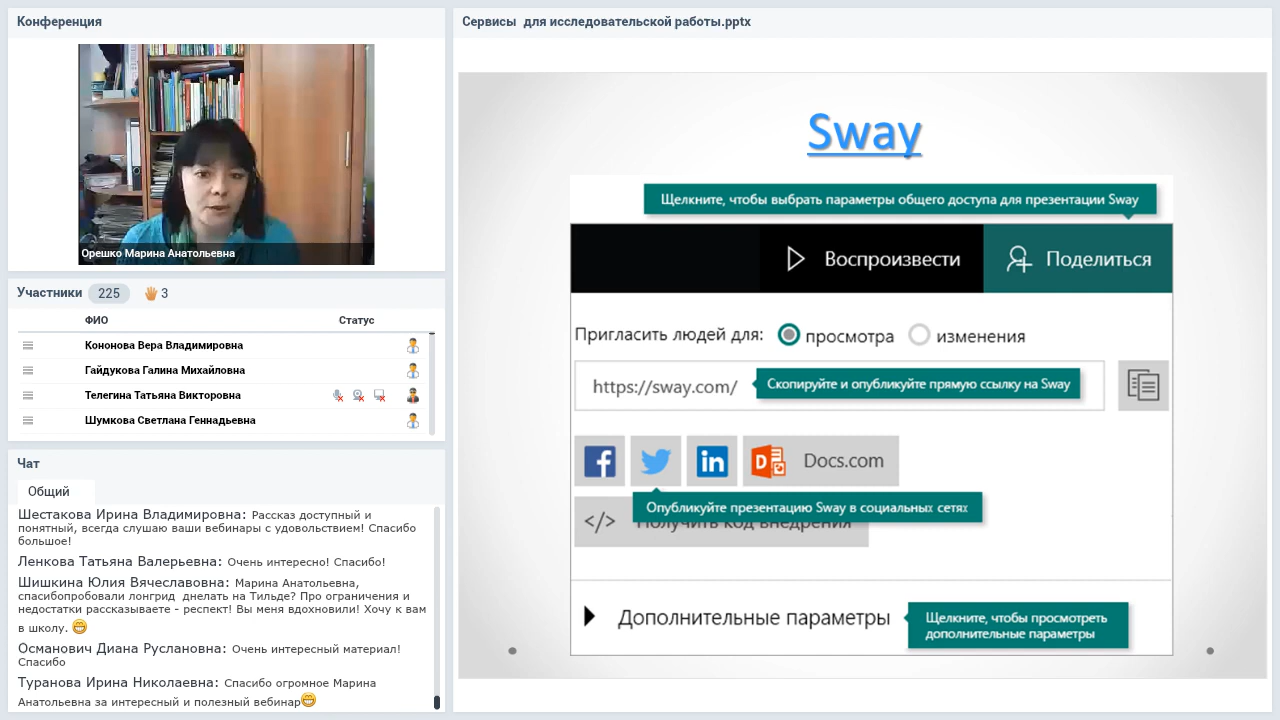 Конференция
Орешко Марина Анатольевна
Участники 225 3
ФИО Статус
Кононова Вера Владимировна
Гайдукова Галина Михайловна
Телегина Татьяна Викторовна
Шумкова Светлана Геннадьевна
Чат
Общий
Шестакова Ирина Владимировна: Рассказ доступный и
понятный, всегда слушаю ваши вебинары с удовольствием! Спасибо
большое!
Ленкова Татьяна Валерьевна: Очень интересно! Спасибо!
Шишкина Юлия Вячеславовна: Марина Анатольевна,
спасибопробовали лонгрид днелать на Тильде? Про ограничения и
недостатки рассказываете - респект! Вы меня вдохновили! Хочу к вам
в школу.
Османович Диана Руслановна: Очень интересный материал!
Спасибо
Туранова Ирина Николаевна: Спасибо огромное Марина
Анатольевна за интересный и полезный вебинар
Сервисы для исследовательской работы.pptx
Sway
Щелкните, чтобы выбрать параметры общего доступа для презентации Sway
Воспроизвести Поделиться
Пригласить людей для: просмотра изменения
https://sway.com/ Скопируйте и опубликуйте прямую ссылку на Sway
Docs.com
Опубликуйте презентацию Sway в социальных сетях
</> Получить код внедрения
Дополнительные параметры
Щелкните, чтобы просмотреть
дополнительные параметры